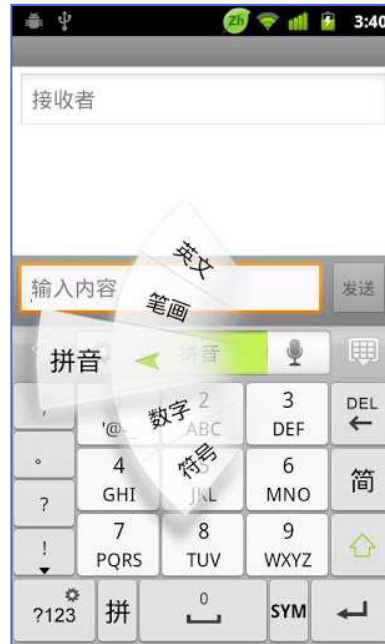 Zh 3:40
接收者
英文
输入内容
发送
笔画
拼音
拼音
数字
符号
,
'@-_
2
ABC
3
DEF
DEL
。
4
GHI
JKL
6
MNO
简
?
7
PQRS
8
TUV
9
WXYZ
!
?123
拼
0
SYM